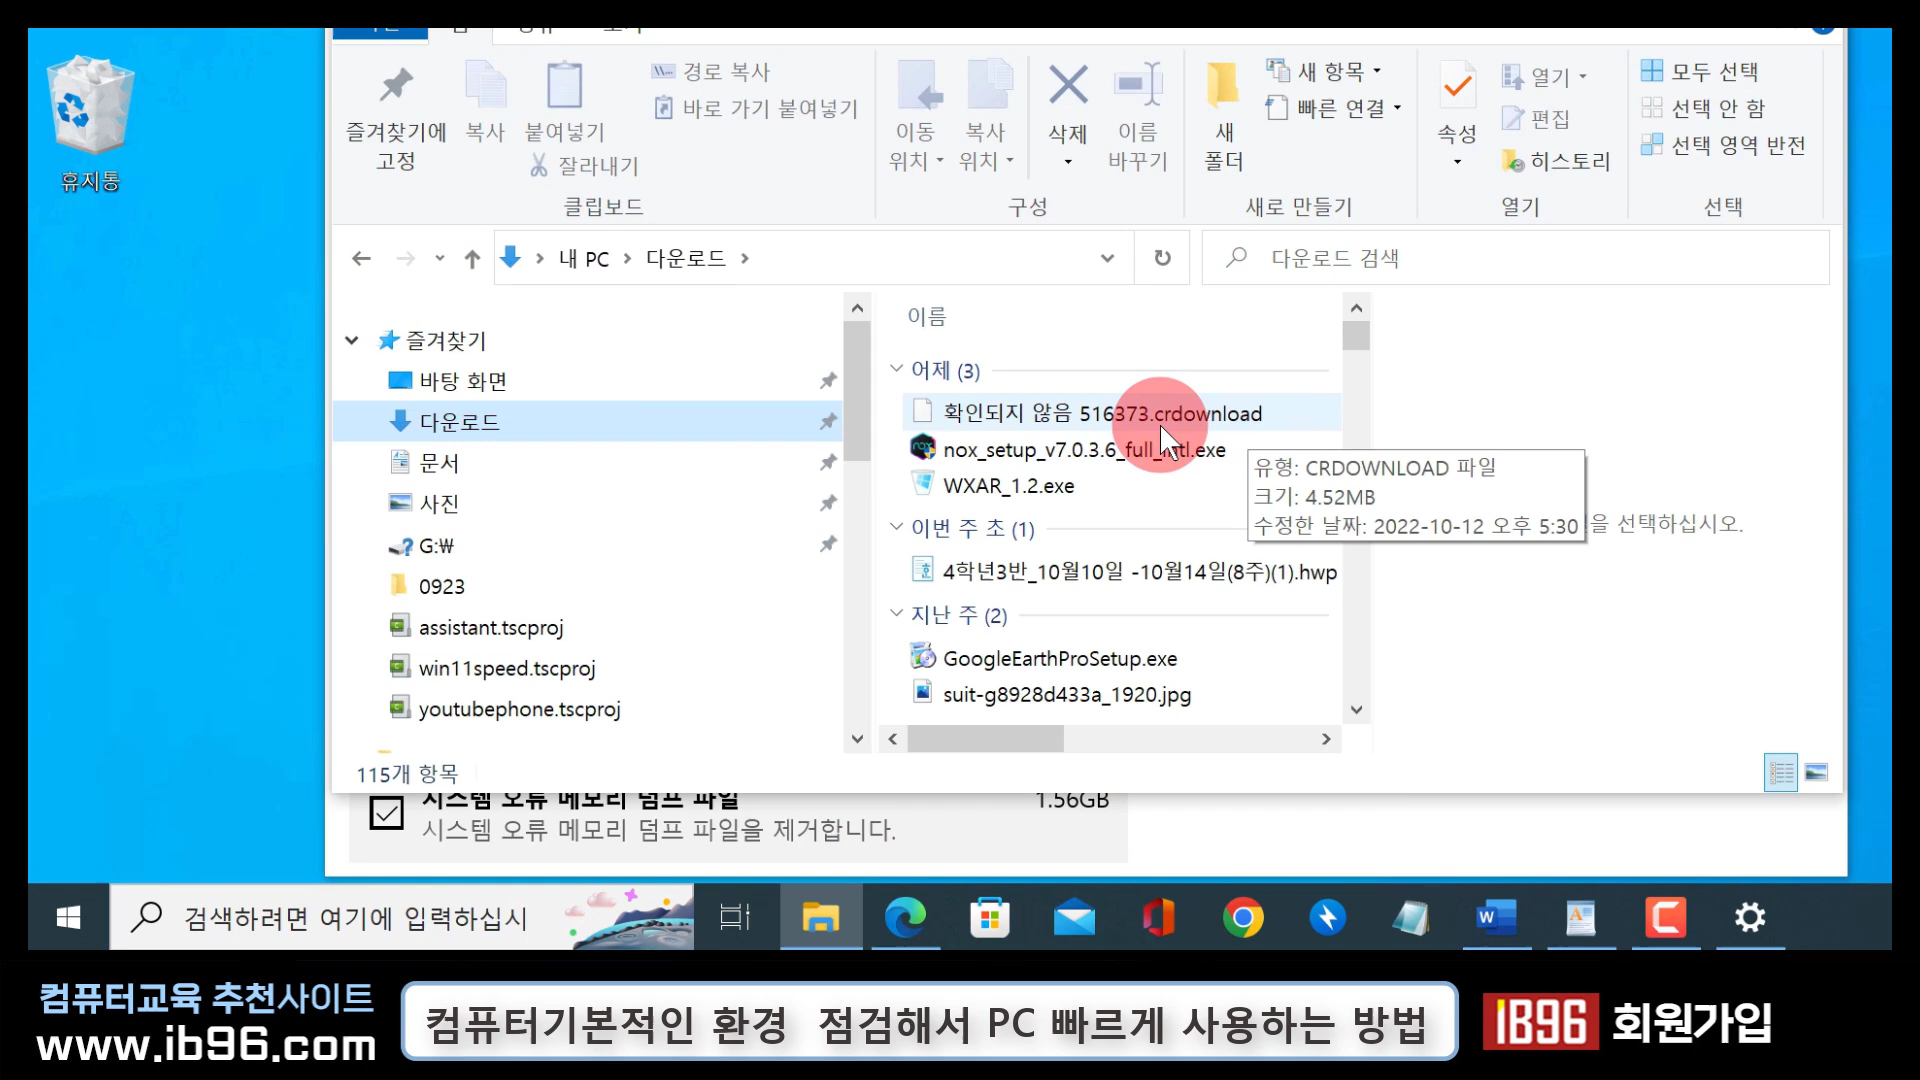 휴지통
즐겨찾기에
고정
복사
붙여넣기
경로 복사
바로 가기 붙여넣기
잘라내기
클립보드
이동
위치
복사
위치
삭제
이름
바꾸기
구성
새
폴더
새 항목
빠른 연결
새로 만들기
속성
열기
편집
히스토리
열기
모두 선택
선택 안 함
선택 영역 반전
선택
내 PC
다운로드
다운로드 검색
즐겨찾기
바탕 화면
다운로드
문서
사진
G:₩
0923
assistant.tscproj
win11speed.tscproj
youtubephone.tscproj
이름
어제 (3)
확인되지 않음 516373.crdownload
nox_setup_v7.0.3.6_full_intl.exe
WXAR_1.2.exe
이번 주 초 (1)
4학년3반_10월10일 -10월14일(8주)(1).hwp
지난 주 (2)
GoogleEarthProSetup.exe
suit-g8928d433a_1920.jpg
유형: CRDOWNLOAD 파일
크기: 4.52MB
수정한 날짜: 2022-10-12 오후 5:30
을 선택하십시오.
115개 항목
시스템 오류 메모리 덤프 파일 1.56GB
시스템 오류 메모리 덤프 파일을 제거합니다.
검색하려면 여기에 입력하십시
컴퓨터교육 추천사이트
www.ib96.com
컴퓨터기본적인 환경 점검해서 PC 빠르게 사용하는 방법
IB96 회원가입